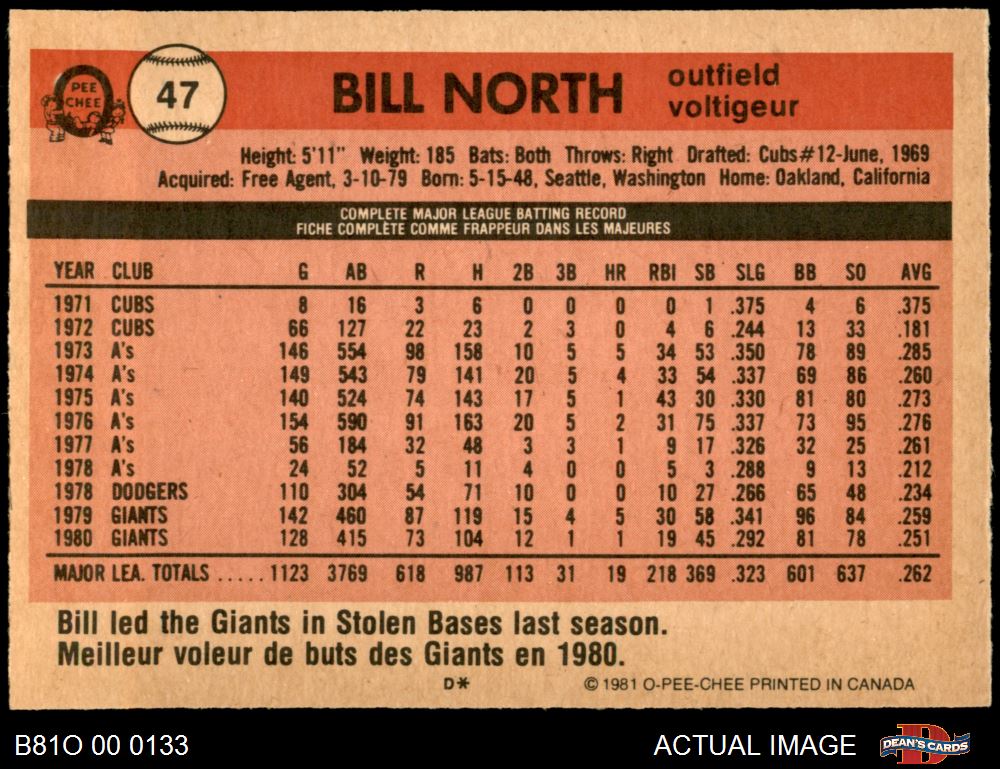 PEE
CHEE
47
BILL NORTH
outfield
voltigeur
Height: 5'11" Weight: 185 Bats: Both Throws: Right Drafted: Cubs#12-June, 1969
Acquired: Free Agent, 3-10-79 Born: 5-15-48, Seattle, Washington Home: Oakland, California
COMPLETE MAJOR LEAGUE BATTING RECORD
FICHE COMPLÈTE COMME FRAPPEUR DANS LES MAJEURES
YEAR CLUB G AB R H 2B 3B HR RBI SB SLG BB SO AVG
1971 CUBS 8 16 3 6 0 0 0 0 1 .375 4 6 .375
1972 CUBS 66 127 22 23 2 3 0 4 6 .244 13 33 .181
1973 A's 146 554 98 158 10 5 5 34 53 .350 78 89 .285
1974 A's 149 543 79 141 20 5 4 33 54 .337 69 86 .260
1975 A's 140 524 74 143 17 5 1 43 30 .330 81 80 .273
1976 A's 154 590 91 163 20 5 2 31 75 .337 73 95 .276
1977 A's 56 184 32 48 3 3 1 9 17 .326 32 25 .261
1978 A's 24 52 5 11 4 0 0 5 3 .288 9 13 .212
1978 DODGERS 110 304 54 71 10 0 0 10 27 .266 65 48 .234
1979 GIANTS 142 460 87 119 15 4 5 30 58 .341 96 84 .259
1980 GIANTS 128 415 73 104 12 1 1 19 45 .292 81 78 .251
MAJOR LEA. TOTALS ..... 1123 3769 618 987 113 31 19 218 369 .323 601 637 .262
Bill led the Giants in Stolen Bases last season.
Meilleur voleur de buts des Giants en 1980.
D* © 1981 O-PEE-CHEE PRINTED IN CANADA
B81O 00 0133 ACTUAL IMAGE DEAN'S CARDS